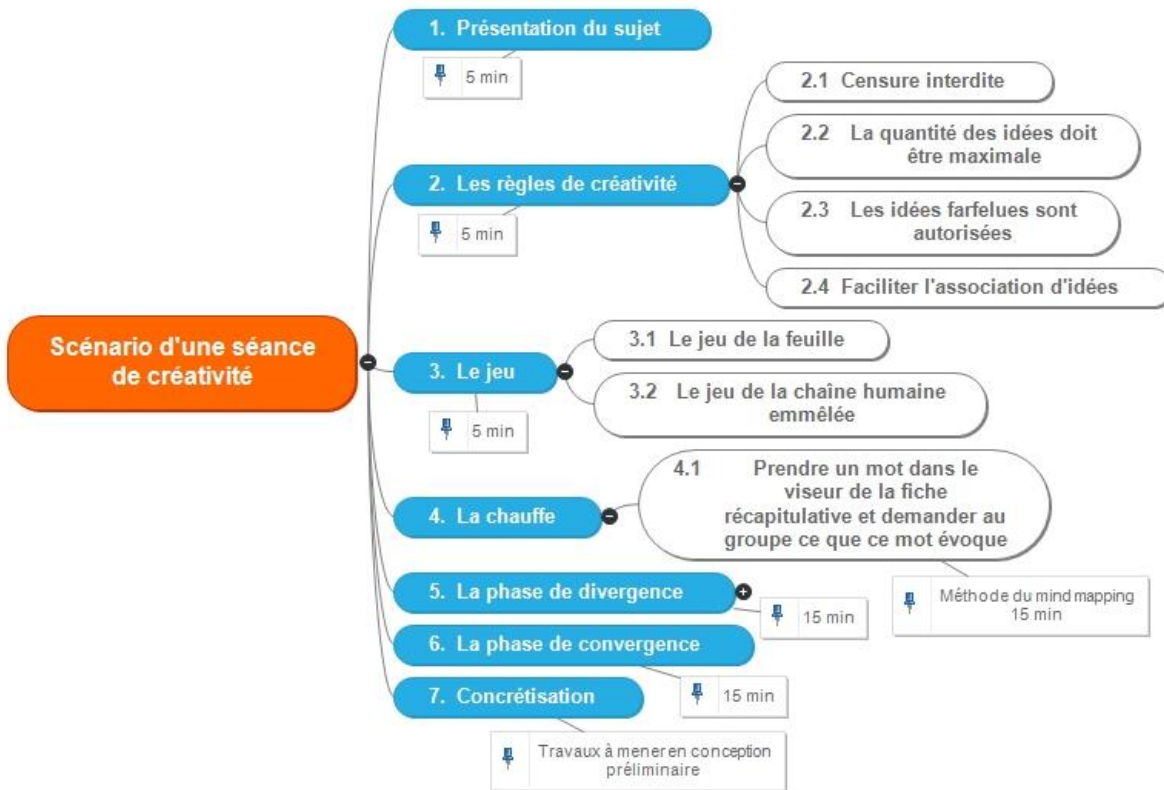 Scénario d'une séance
de créativité
1. Présentation du sujet
5 min
2. Les règles de créativité
5 min
2.1 Censure interdite
2.2 La quantité des idées doit
être maximale
2.3 Les idées farfelues sont
autorisées
2.4 Faciliter l'association d'idées
3. Le jeu
5 min
3.1 Le jeu de la feuille
3.2 Le jeu de la chaîne humaine
emmêlée
4. La chauffe
4.1 Prendre un mot dans le
viseur de la fiche
récapitulative et demander au
groupe ce que ce mot évoque
Méthode du mind mapping
15 min
5. La phase de divergence
15 min
6. La phase de convergence
15 min
7. Concrétisation
Travaux à mener en conception
préliminaire